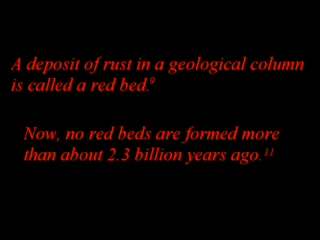 A deposit of rust in a geological column
is called a red bed.⁹
Now, no red beds are formed more
than about 2.3 billion years ago.¹¹